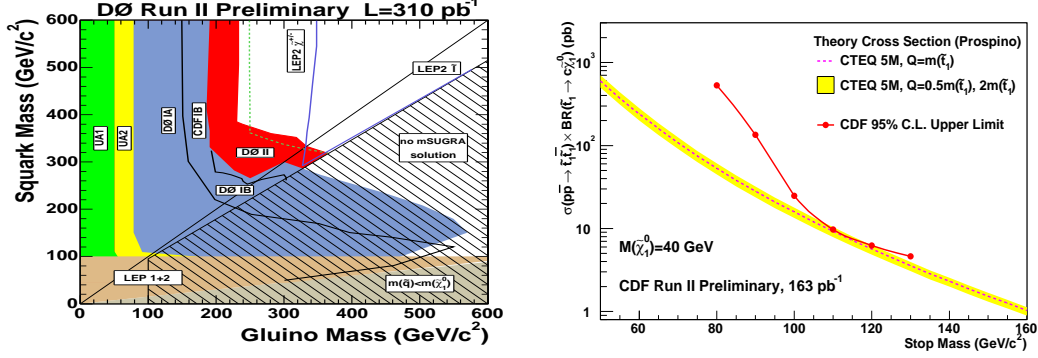 DØ Run II Preliminary L=310 pb⁻¹
Squark Mass (GeV/c²)
600
500
400
300
200
100
0
UA1
UA2
DØ IA
CDF IB
DØ IB
DØ II
LEP2 χ̃⁺/⁻
LEP2 l̃
no mSUGRA
solution
LEP 1+2
m(q̃)<m(χ̃₁⁰)
0 100 200 300 400 500 600
Gluino Mass (GeV/c²)
σ(pp̅ → t̃₁t̃̅₁) × BR(t̃₁ → cχ̃₁⁰) (pb)
10³
10²
10
1
Theory Cross Section (Prospino)
CTEQ 5M, Q=m(t̃₁)
CTEQ 5M, Q=0.5m(t̃₁), 2m(t̃₁)
CDF 95% C.L. Upper Limit
M(χ̃₁⁰)=40 GeV
CDF Run II Preliminary, 163 pb⁻¹
60 80 100 120 140 160
Stop Mass (GeV/c²)